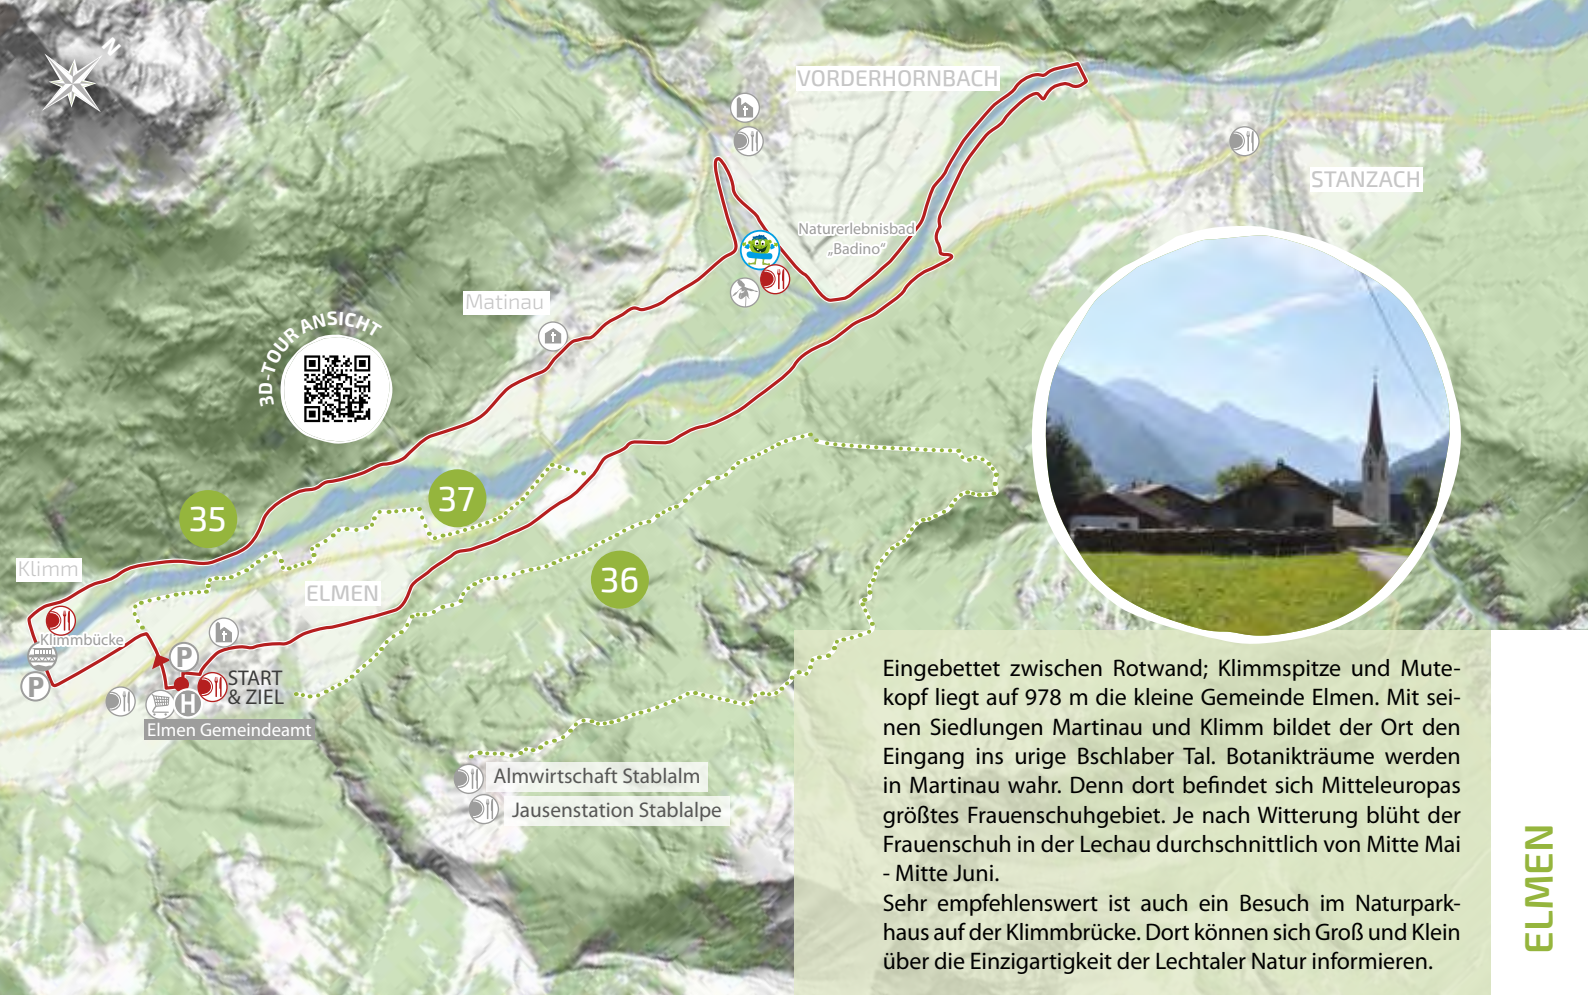 N
VORDERHORNBACH
STANZACH
Naturerlebnisbad
„Badino“
Matinau
3D-TOUR ANSICHT
35
37
36
Klimm
ELMEN
Klimmbücke
P
P
START
& ZIEL
H
Elmen Gemeindeamt
Almwirtschaft Stablalm
Jausenstation Stablalpe
Eingebettet zwischen Rotwand; Klimmspitze und Mute-
kopf liegt auf 978 m die kleine Gemeinde Elmen. Mit sei-
nen Siedlungen Martinau und Klimm bildet der Ort den
Eingang ins urige Bschlaber Tal. Botanikträume werden
in Martinau wahr. Denn dort befindet sich Mitteleuropas
größtes Frauenschuhgebiet. Je nach Witterung blüht der
Frauenschuh in der Lechau durchschnittlich von Mitte Mai
- Mitte Juni.
Sehr empfehlenswert ist auch ein Besuch im Naturpark-
haus auf der Klimmbrücke. Dort können sich Groß und Klein
über die Einzigartigkeit der Lechtaler Natur informieren.
ELMEN